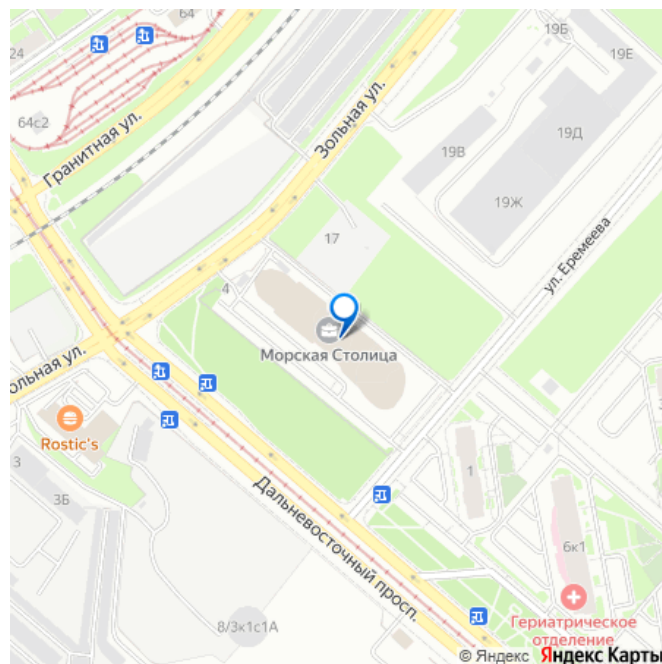 64
19Б
24
19Е
64с2
Гранитная ул.
Зольная ул.
19Д
19В
19Ж
17
ул. Еремеева
4
Морская Столица
ольная ул.
Rostic's
3
3Б
1
Дальневосточный просп.
6к1
8/3к1с1А
Гериатрическое
отделение
© Яндекс Яндекс Карты